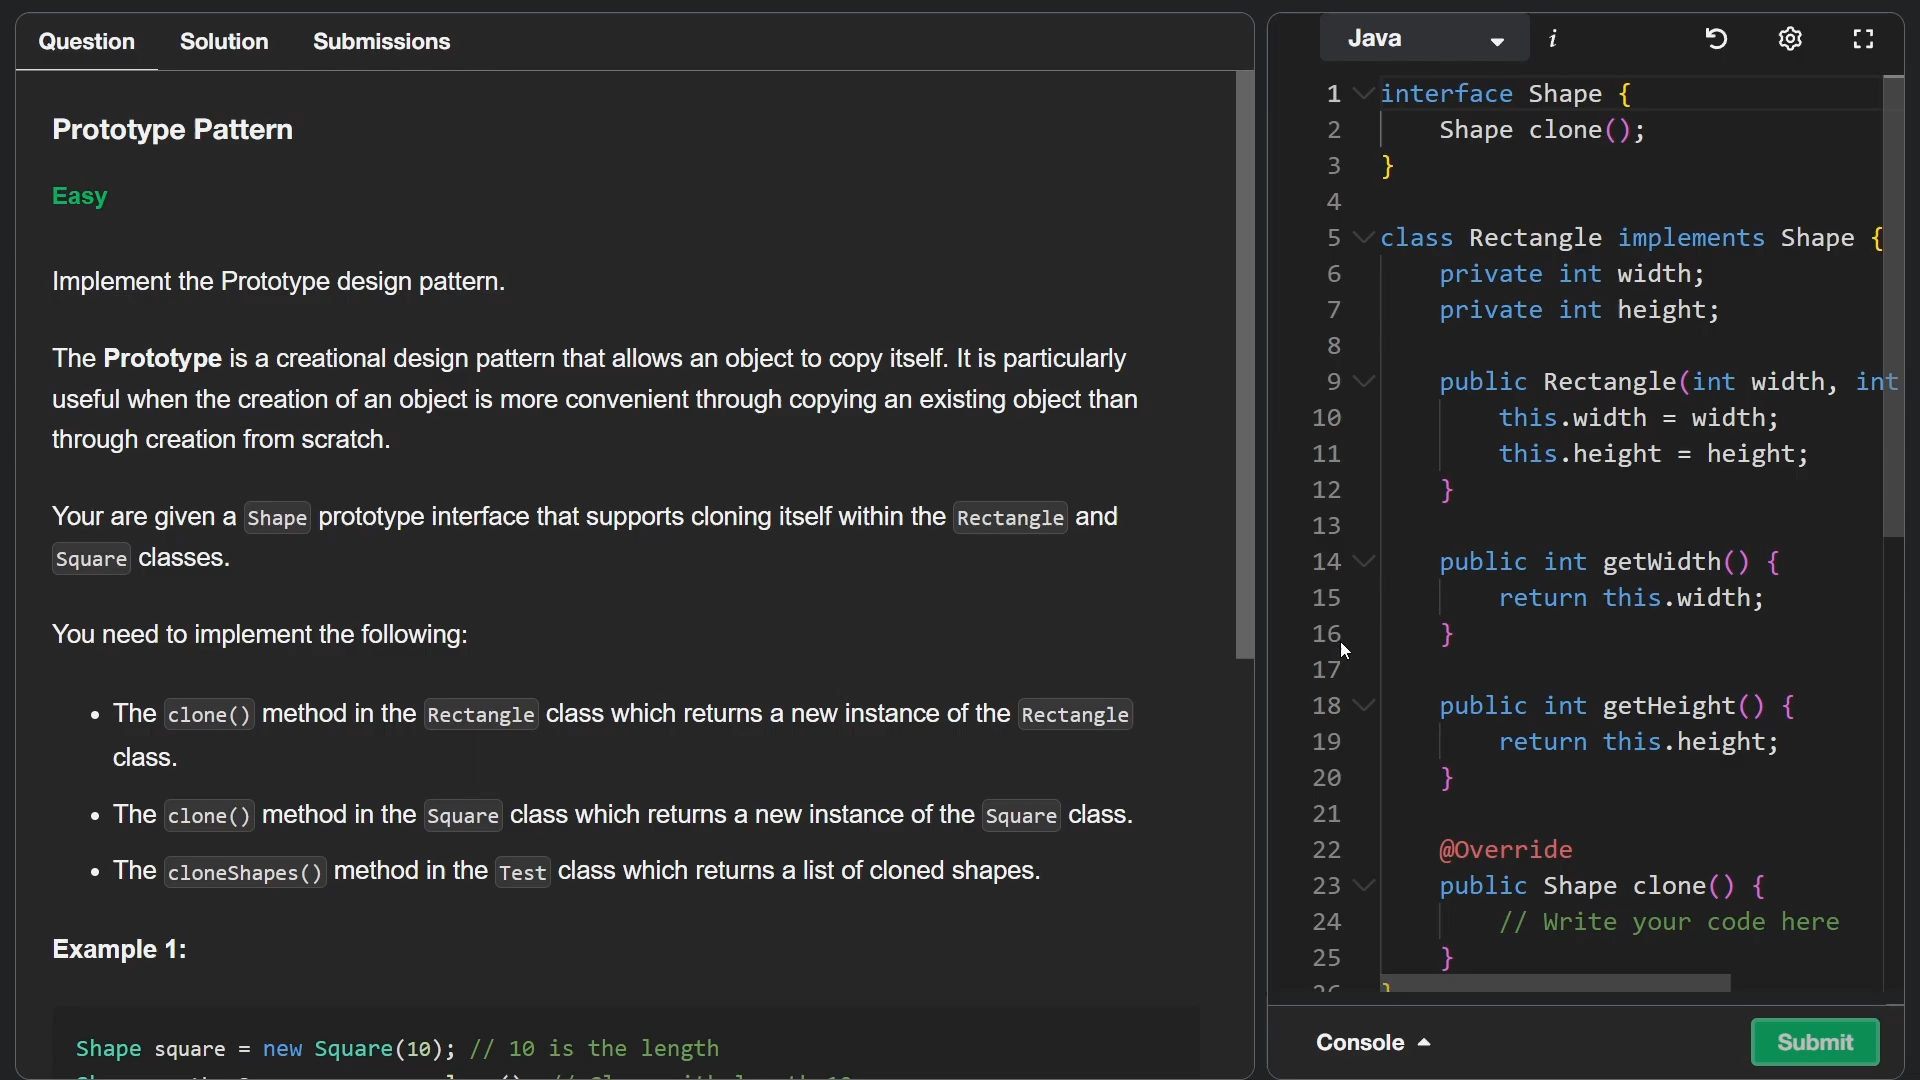 Question Solution Submissions
Prototype Pattern
Easy
Implement the Prototype design pattern.
The Prototype is a creational design pattern that allows an object to copy itself. It is particularly
useful when the creation of an object is more convenient through copying an existing object than
through creation from scratch.
Your are given a Shape prototype interface that supports cloning itself within the Rectangle and
Square classes.
You need to implement the following:
• The clone() method in the Rectangle class which returns a new instance of the Rectangle
class.
• The clone() method in the Square class which returns a new instance of the Square class.
• The cloneShapes() method in the Test class which returns a list of cloned shapes.
Example 1:
Shape square = new Square(10); // 10 is the length
Java i
1 interface Shape {
2 Shape clone();
3 }
4
5 class Rectangle implements Shape {
6 private int width;
7 private int height;
8
9 public Rectangle(int width, int
10 this.width = width;
11 this.height = height;
12 }
13
14 public int getWidth() {
15 return this.width;
16 }
17
18 public int getHeight() {
19 return this.height;
20 }
21
22 @Override
23 public Shape clone() {
24 // Write your code here
25 }
Console
Submit